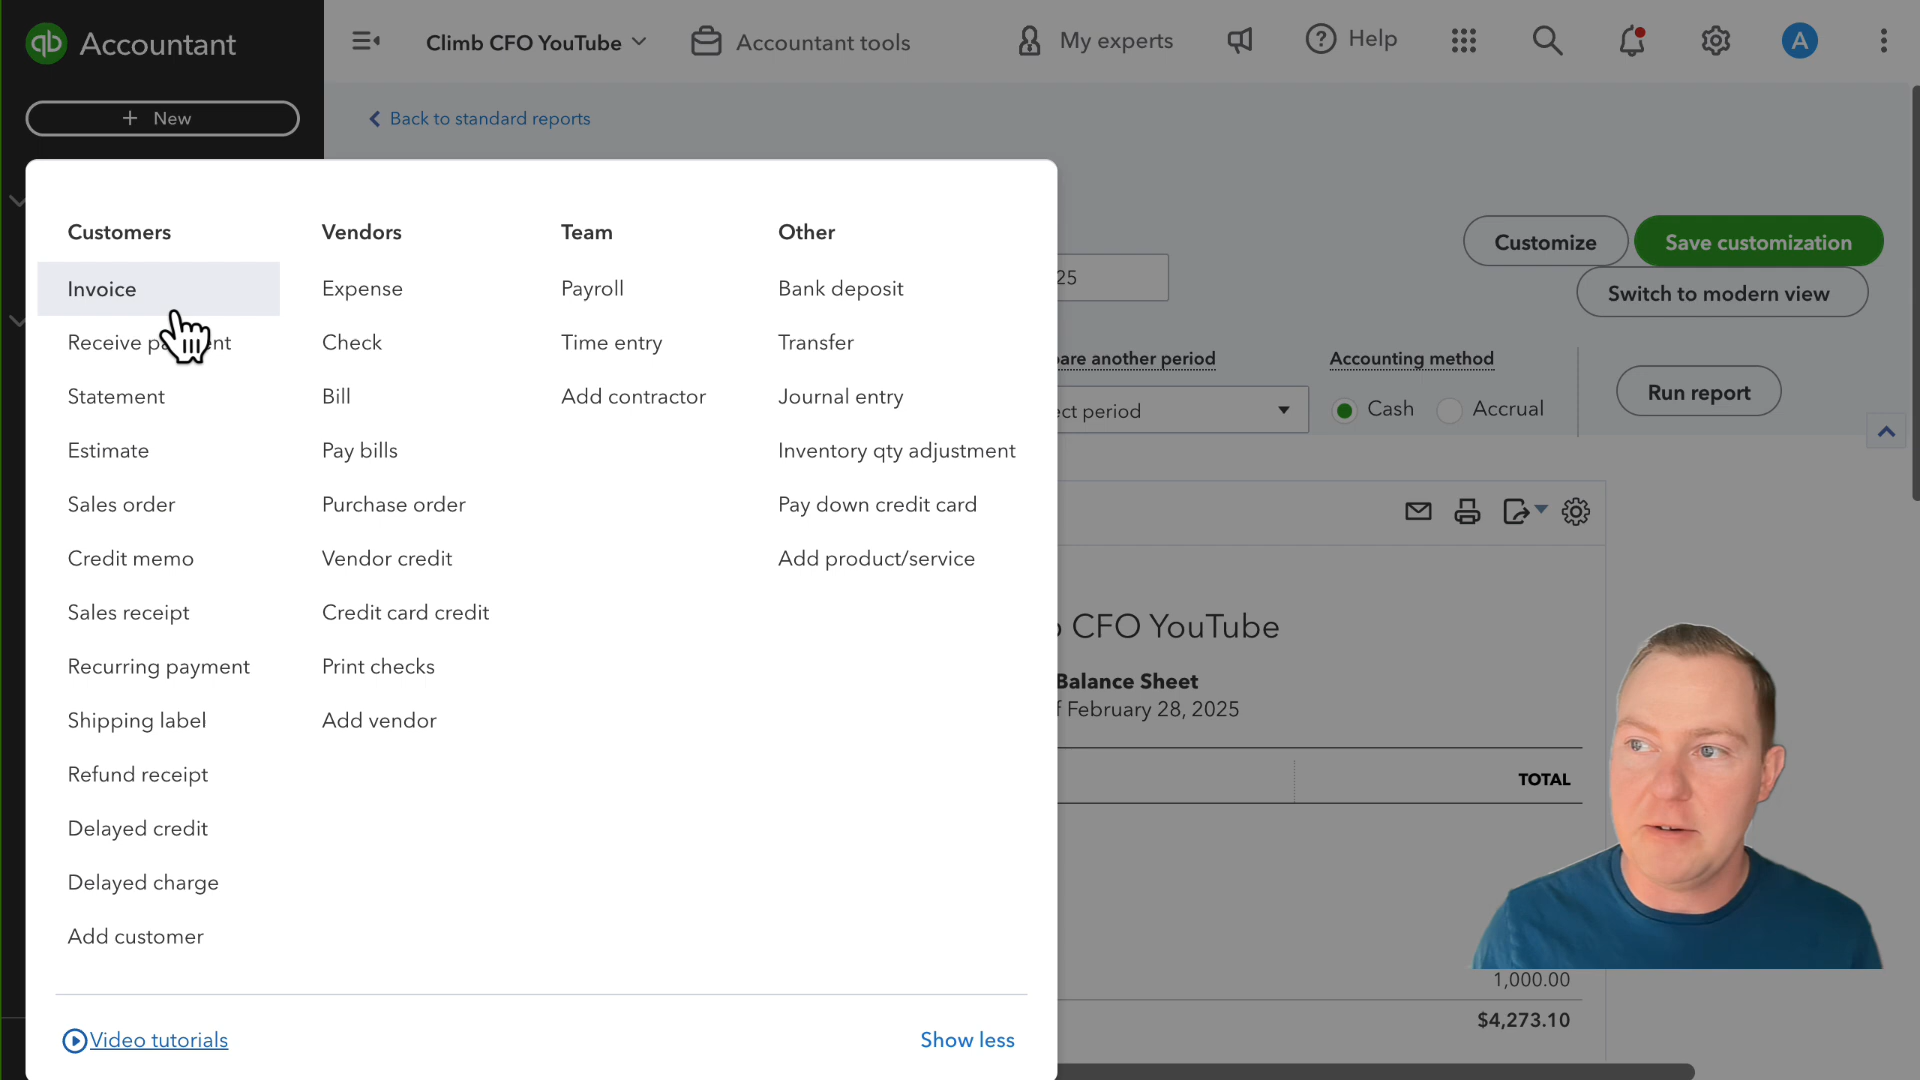 qb Accountant
Climb CFO YouTube
Accountant tools
My experts
Help
A
+ New
Back to standard reports
Customers
Invoice
Receive payment
Statement
Estimate
Sales order
Credit memo
Sales receipt
Recurring payment
Shipping label
Refund receipt
Delayed credit
Delayed charge
Add customer
Vendors
Expense
Check
Bill
Pay bills
Purchase order
Vendor credit
Credit card credit
Print checks
Add vendor
Team
Payroll
Time entry
Add contractor
Other
Bank deposit
Transfer
Journal entry
Inventory qty adjustment
Pay down credit card
Add product/service
Video tutorials
Show less
Customize
Save customization
Switch to modern view
25
are another period
ct period
Accounting method
Cash
Accrual
Run report
CFO YouTube
Balance Sheet
f February 28, 2025
TOTAL
1,000.00
$4,273.10